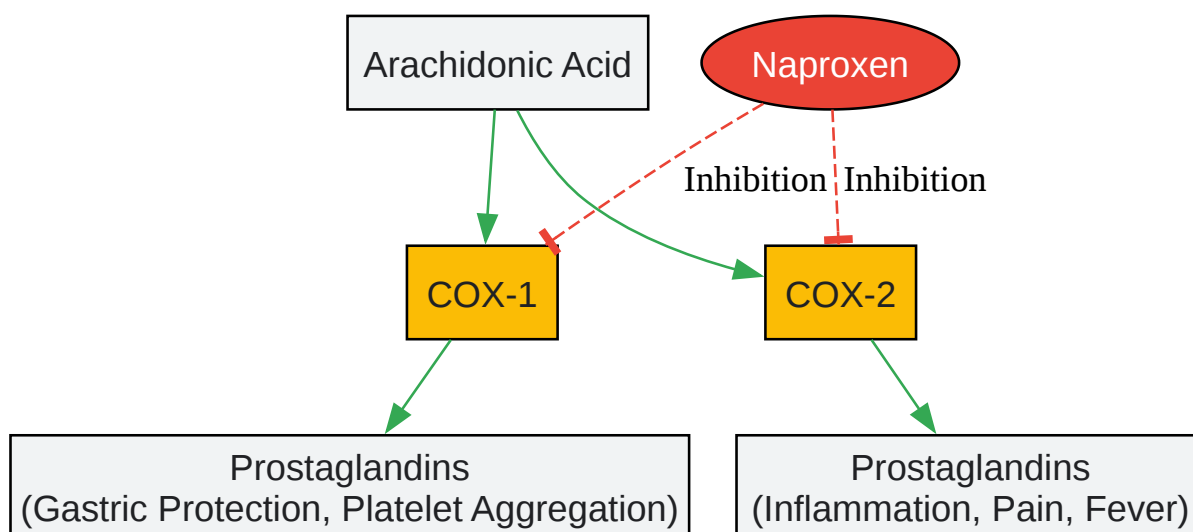 Arachidonic Acid
Naproxen
Inhibition
Inhibition
COX-1
COX-2
Prostaglandins
(Gastric Protection, Platelet Aggregation)
Prostaglandins
(Inflammation, Pain, Fever)